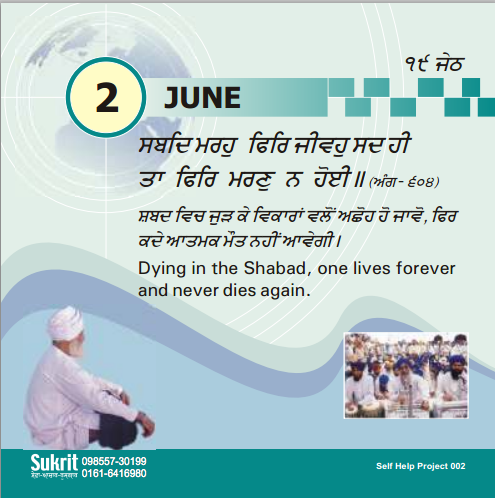 ੧੯ ਜੇਠ
2 JUNE
ਸਬਦਿ ਮਰਹੁ ਫਿਰਿ ਜੀਵਹੁ ਸਦ ਹੀ
ਤਾ ਫਿਰਿ ਮਰਣੁ ਨ ਹੋਈ॥ (ਅੰਗ - ੬੦੪)
ਸ਼ਬਦ ਵਿਚ ਜੁੜ ਕੇ ਵਿਕਾਰਾਂ ਵਲੋਂ ਅਛੋਹ ਹੋ ਜਾਵੋ, ਫਿਰ
ਕਦੇ ਆਤਮਕ ਮੌਤ ਨਹੀਂ ਆਵੇਗੀ।
Dying in the Shabad, one lives forever
and never dies again.
Sukrit 098557-30199
0161-6416980
Self Help Project 002